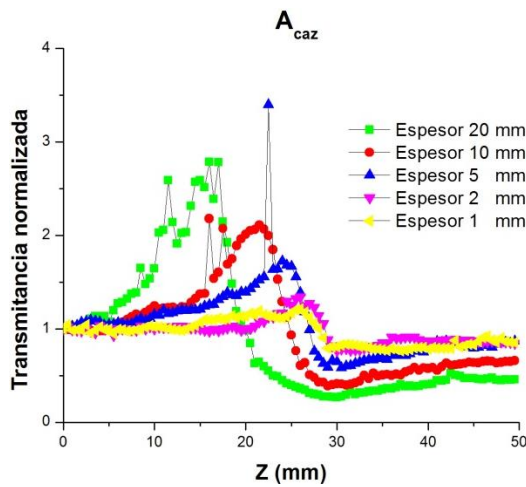 A_caz
Transmitancia normalizada
4
3
2
1
0
Espesor 20 mm
Espesor 10 mm
Espesor 5 mm
Espesor 2 mm
Espesor 1 mm
0 10 20 30 40 50
Z (mm)